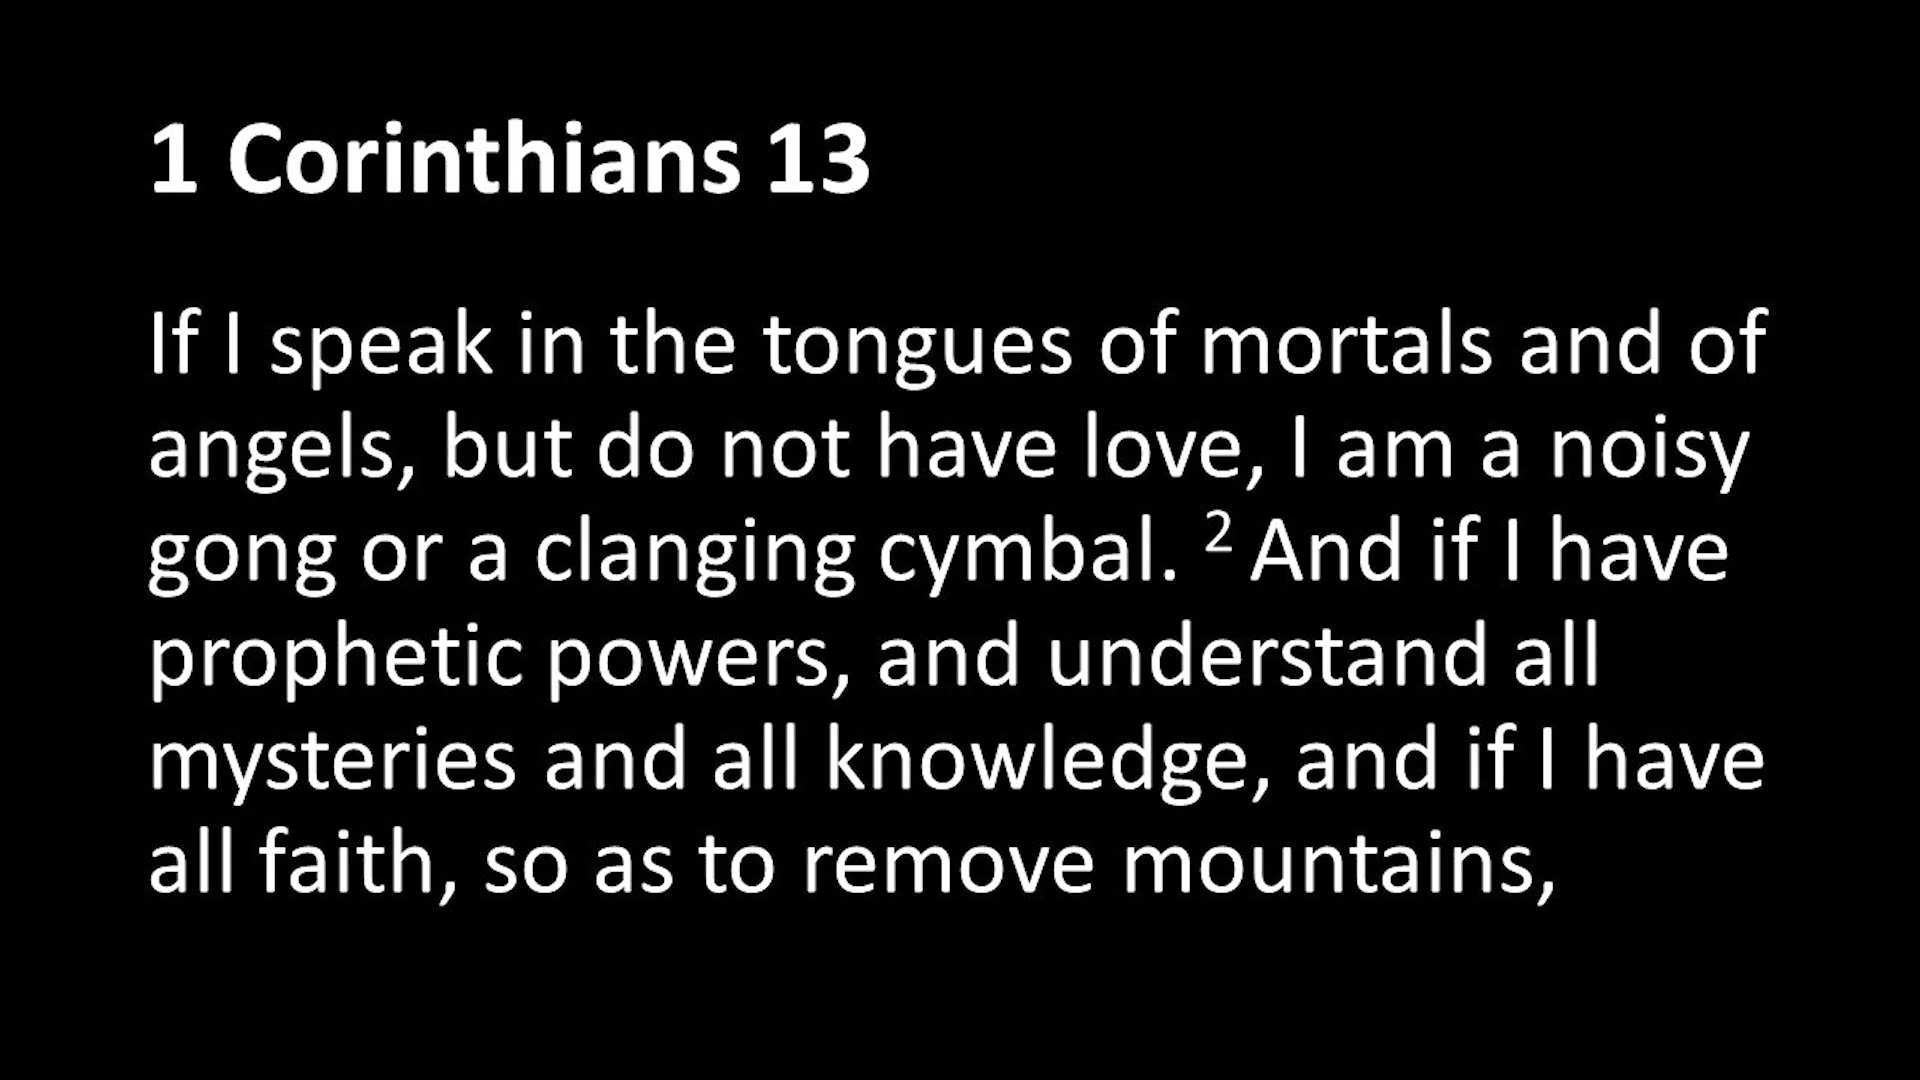 1 Corinthians 13
If I speak in the tongues of mortals and of
angels, but do not have love, I am a noisy
gong or a clanging cymbal. ² And if I have
prophetic powers, and understand all
mysteries and all knowledge, and if I have
all faith, so as to remove mountains,